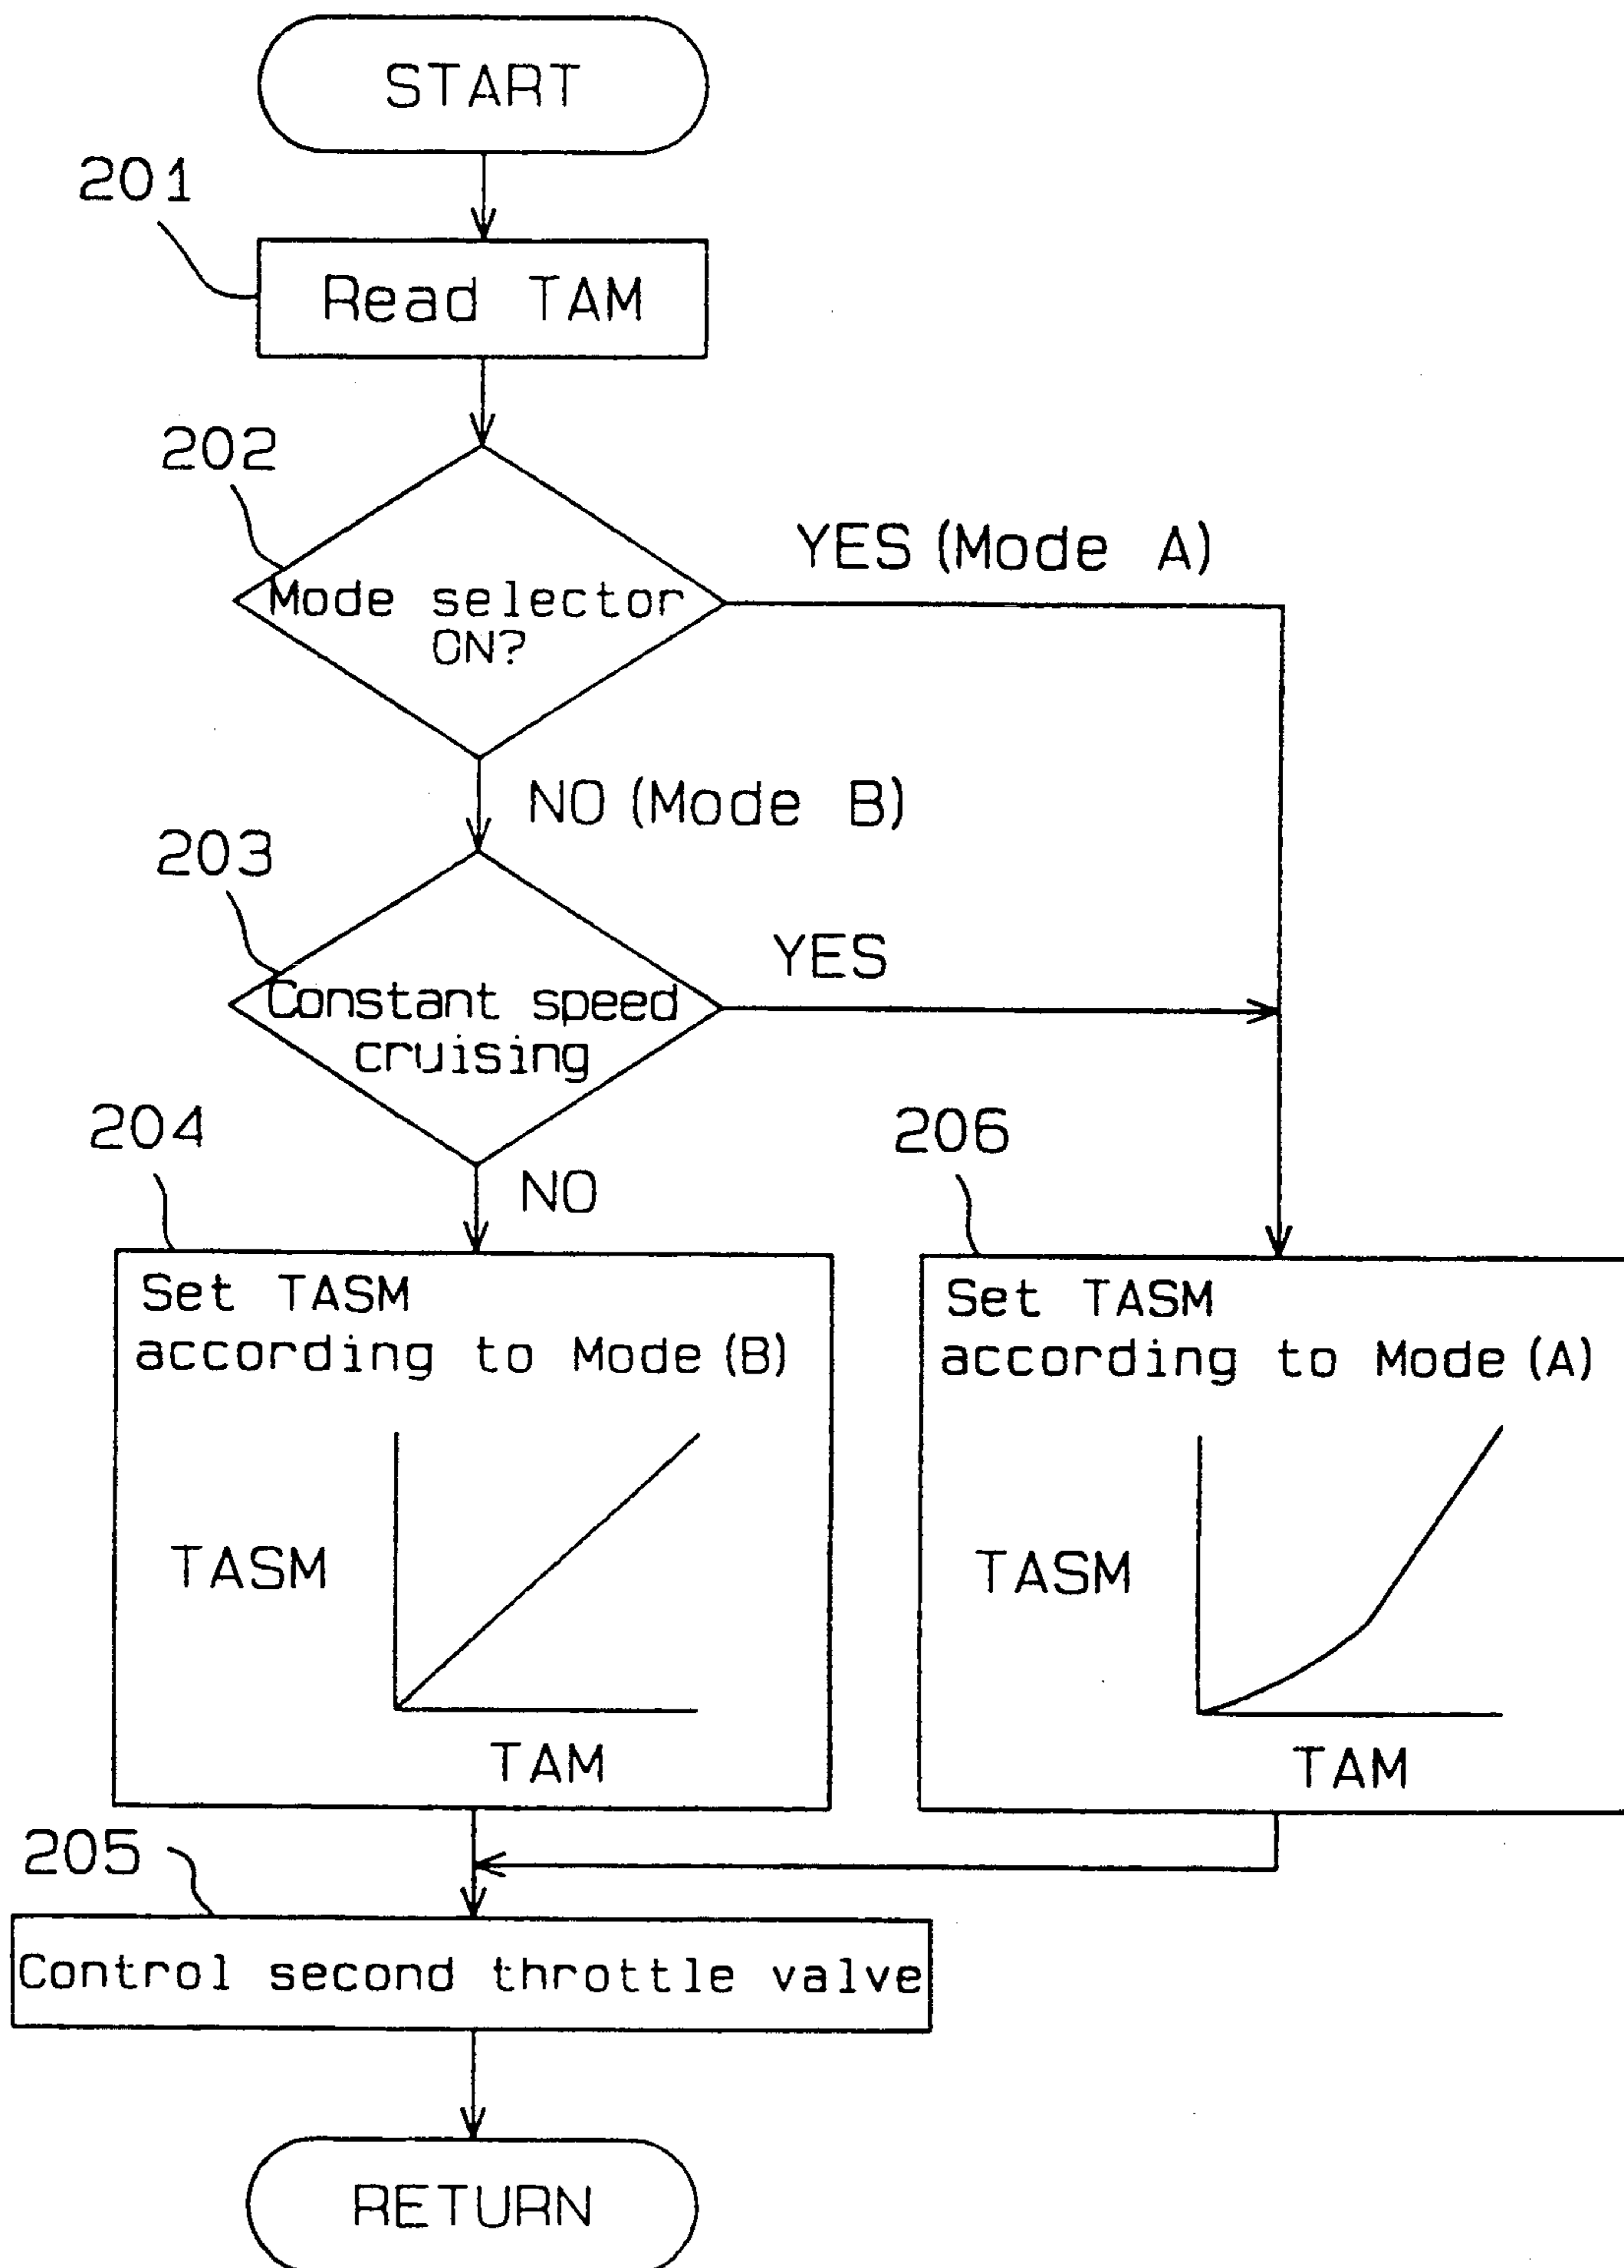 START
201
Read TAM
202
YES (Mode A)
Mode selector
ON?
NO (Mode B)
203
YES
Constant speed
cruising
204
206
NO
Set TASM
according to Mode (B)
TASM
TAM
Set TASM
according to Mode (A)
TASM
TAM
205
Control second throttle valve
RETURN